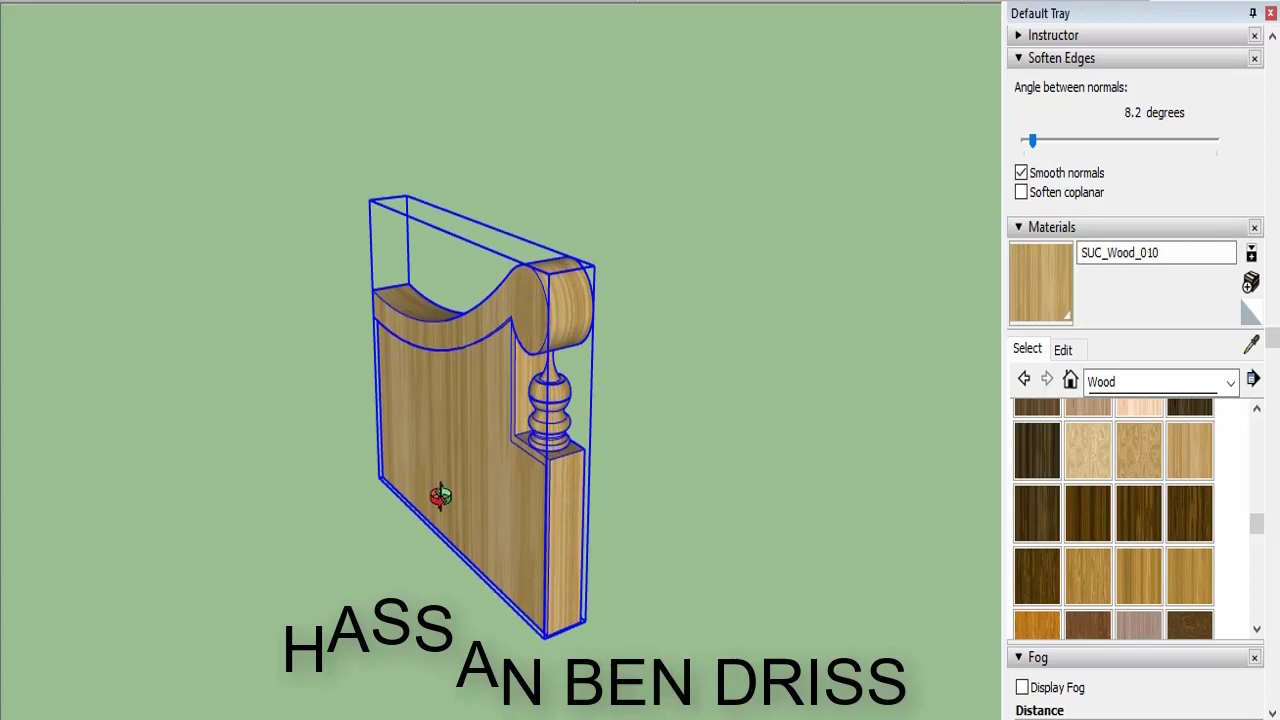 Default Tray
Instructor
Soften Edges
Angle between normals:
8.2 degrees
Smooth normals
Soften coplanar
Materials
SUC_Wood_010
Select Edit
Wood
Fog
Display Fog
Distance
HASSAN BEN DRISS